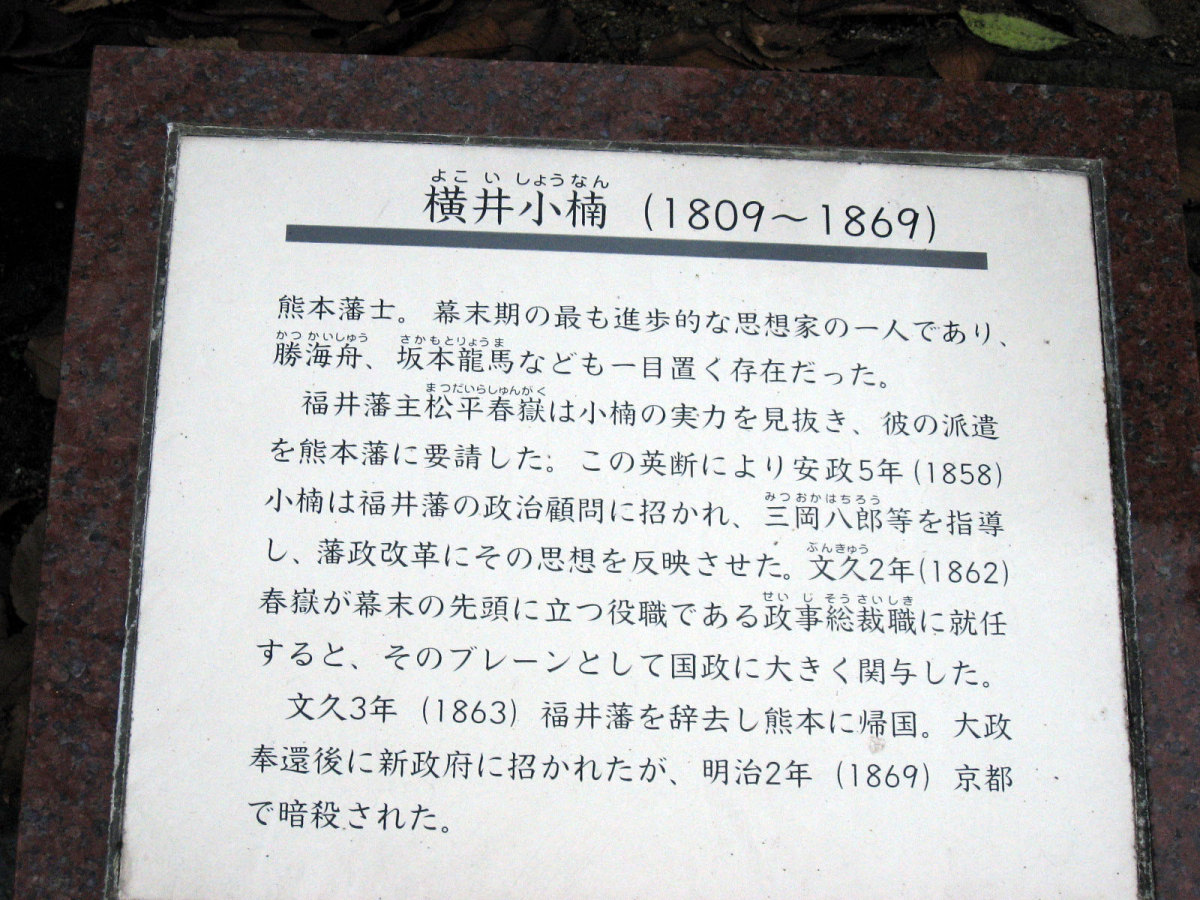 よこ い しょうなん
横井小楠 (1809～1869)
熊本藩士。 幕末期の最も進歩的な思想家の一人であり、
かつ かいしゅう さかもとりょうま
勝海舟、坂本龍馬なども一目置く存在だった。
まつだいらしゅんがく
福井藩主松平春嶽は小楠の実力を見抜き、彼の派遣
を熊本藩に要請した。この英断により安政5年(1858)
みつおかはちろう
小楠は福井藩の政治顧問に招かれ、三岡八郎等を指導
ぶんきゅう
し、藩政改革にその思想を反映させた。文久2年(1862)
せい じ そうさいしき
春嶽が幕末の先頭に立つ役職である政事総裁職に就任
すると、そのブレーンとして国政に大きく関与した。
文久3年 (1863) 福井藩を辞去し熊本に帰国。大政
奉還後に新政府に招かれたが、明治2年 (1869) 京都
で暗殺された。